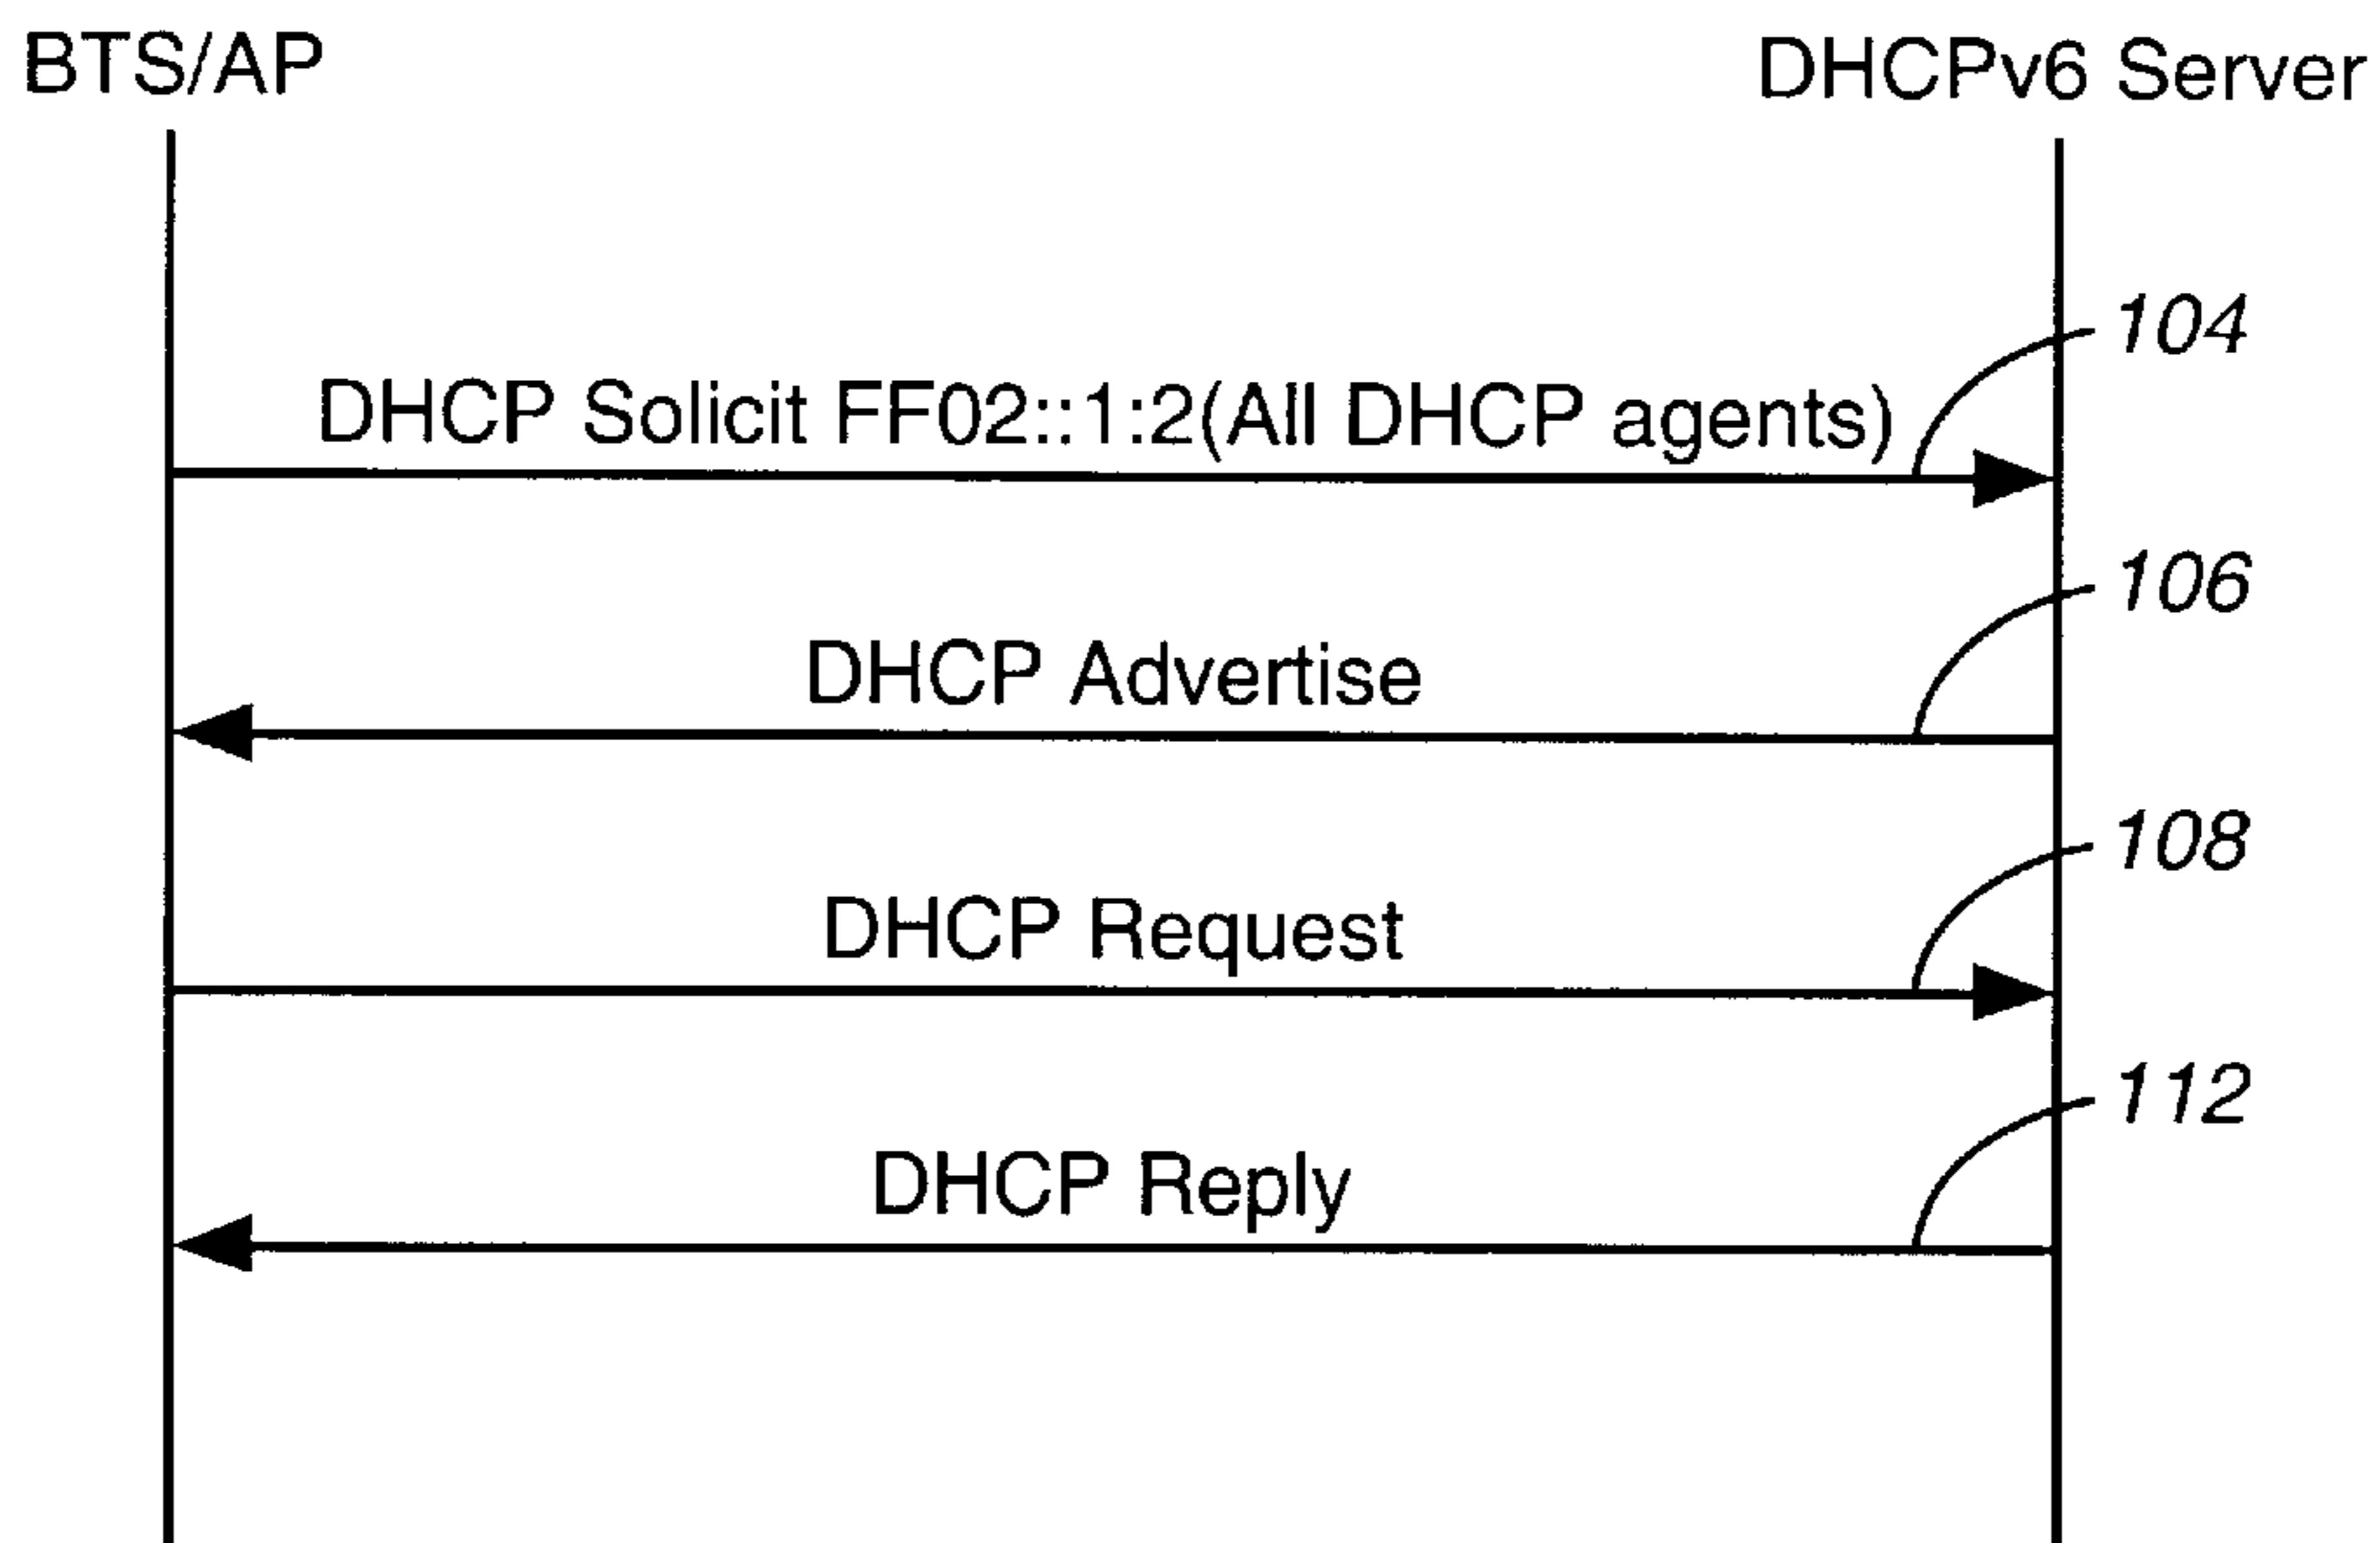 BTS/AP
DHCPv6 Server
104
DHCP Solicit FF02::1:2(All DHCP agents)
106
DHCP Advertise
108
DHCP Request
112
DHCP Reply